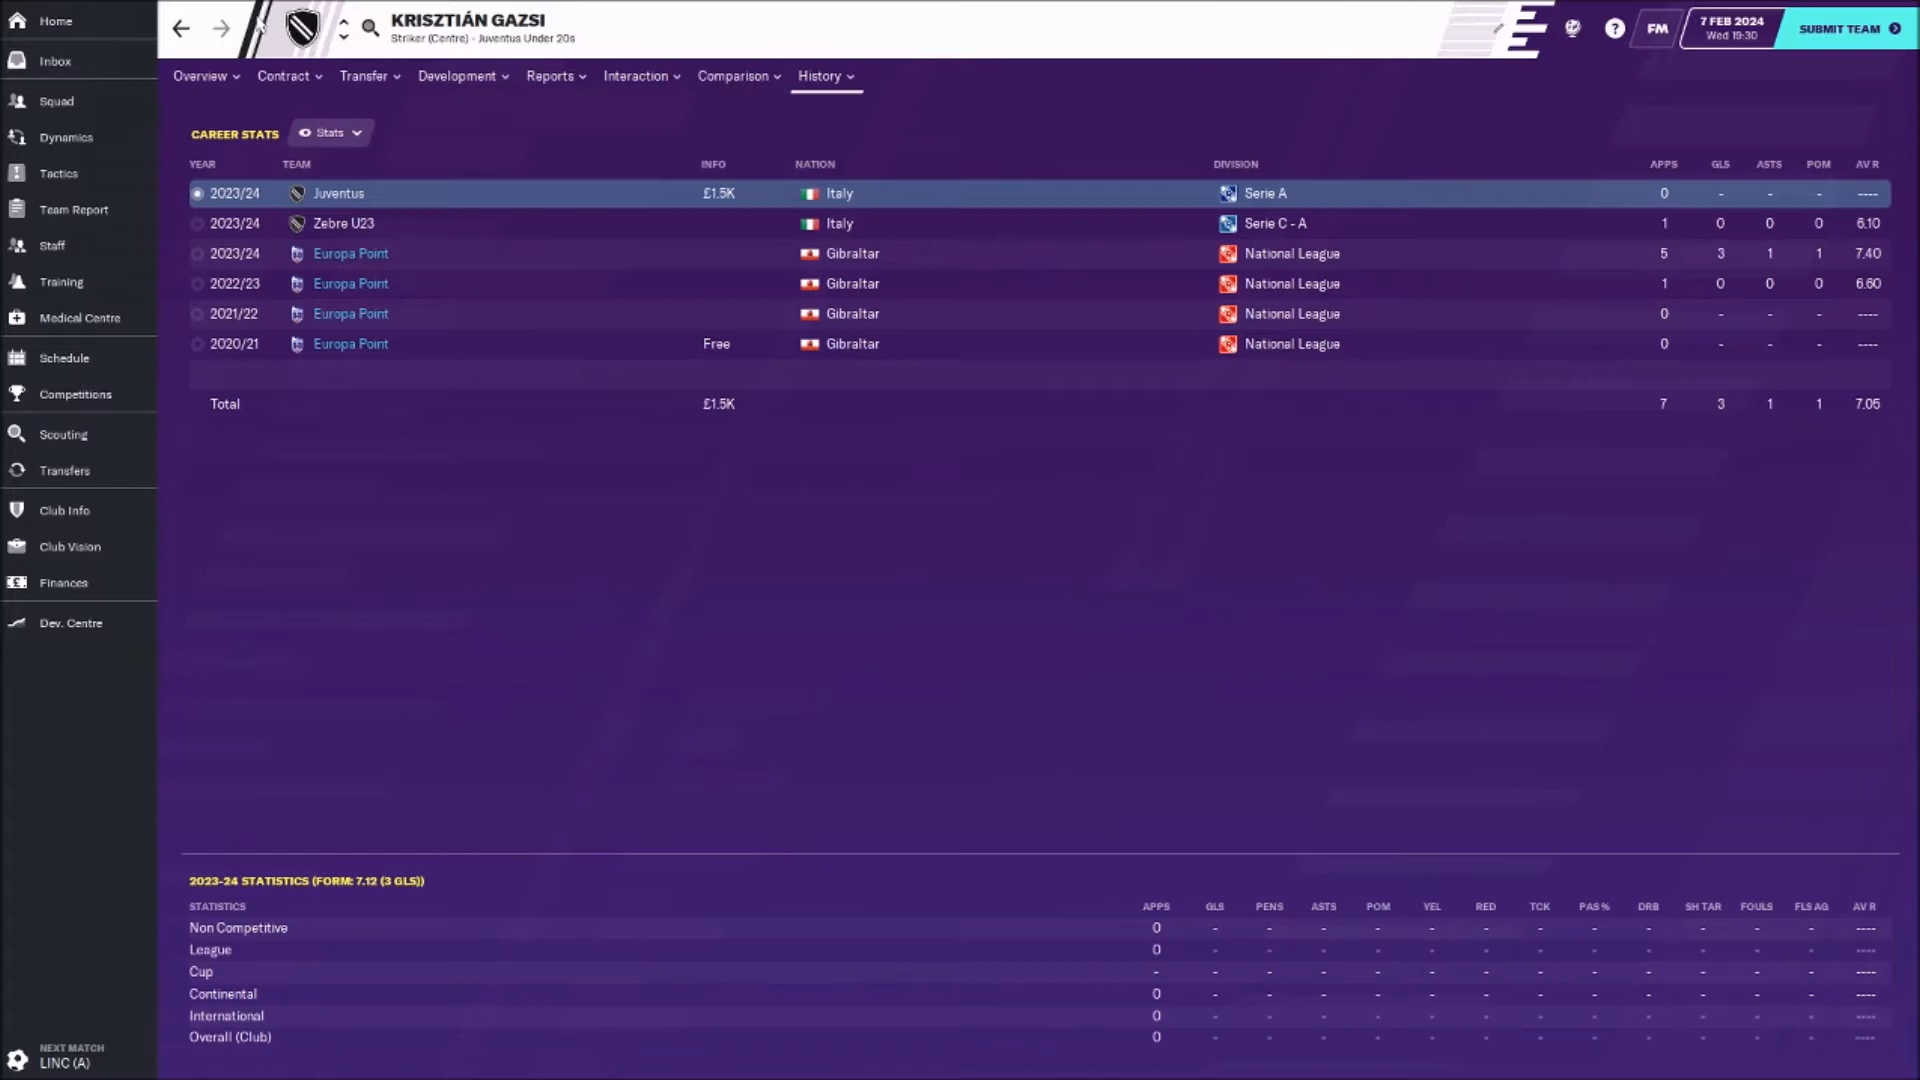 Home
Inbox
Squad
Dynamics
Tactics
Team Report
Staff
Training
Medical Centre
Schedule
Competitions
Scouting
Transfers
Club Info
Club Vision
Finances
Dev. Centre
NEXT MATCH
LINC (A)
KRISZTIÁN GAZSI
Striker (Centre) - Juventus Under 20s
FM
7 FEB 2024
Wed 19:30
SUBMIT TEAM
Overview Contract Transfer Development Reports Interaction Comparison History
CAREER STATS Stats
YEAR TEAM INFO NATION DIVISION APPS GLS ASTS POM AV R
2023/24 Juventus £1.5K Italy Serie A 0 - - - ----
2023/24 Zebre U23 Italy Serie C - A 1 0 0 0 6.10
2023/24 Europa Point Gibraltar National League 5 3 1 1 7.40
2022/23 Europa Point Gibraltar National League 1 0 0 0 6.60
2021/22 Europa Point Gibraltar National League 0 - - - ----
2020/21 Europa Point Free Gibraltar National League 0 - - - ----
Total £1.5K 7 3 1 1 7.05
2023-24 STATISTICS (FORM: 7.12 (3 GLS))
STATISTICS APPS GLS PENS ASTS POM YEL RED TCK PAS % DRB SH TAR FOULS FLS AG AV R
Non Competitive 0 - - - - - - - - - - - - ----
League 0 - - - - - - - - - - - - ----
Cup - - - - - - - - - - - - - ----
Continental 0 - - - - - - - - - - - - ----
International 0 - - - - - - - - - - - - ----
Overall (Club) 0 - - - - - - - - - - - - ----